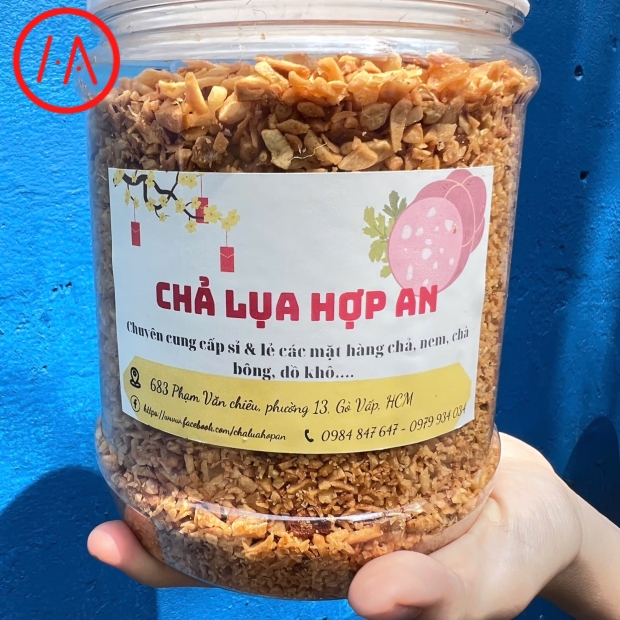 HA
CHẢ LỤA HỢP AN
Chuyên cung cấp sỉ & lẻ các mặt hàng chả, nem, chà
bông, đồ khô....
683 Phạm Văn chiêu, phường 13, Gò Vấp, HCM
https://www.facebook.com/chaluahopan
0984 847 647 - 0979 934 034